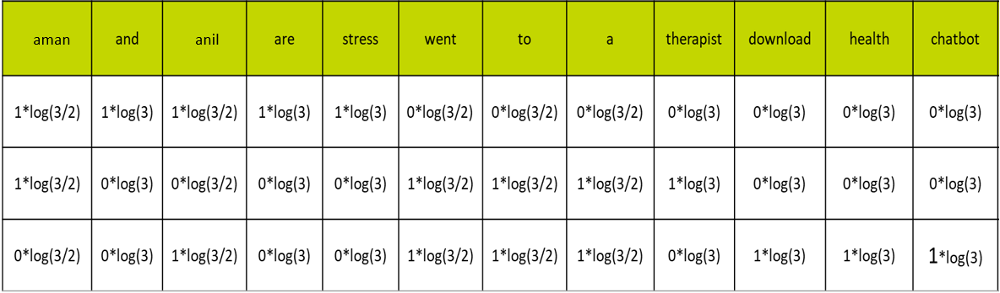 aman and anil are stress went to a therapist download health chatbot
1*log(3/2) 1*log(3) 1*log(3/2) 1*log(3) 1*log(3) 0*log(3/2) 0*log(3/2) 0*log(3/2) 0*log(3) 0*log(3) 0*log(3) 0*log(3)
1*log(3/2) 0*log(3) 0*log(3/2) 0*log(3) 0*log(3) 1*log(3/2) 1*log(3/2) 1*log(3/2) 1*log(3) 0*log(3) 0*log(3) 0*log(3)
0*log(3/2) 0*log(3) 1*log(3/2) 0*log(3) 0*log(3) 1*log(3/2) 1*log(3/2) 1*log(3/2) 0*log(3) 1*log(3) 1*log(3) 1*log(3)